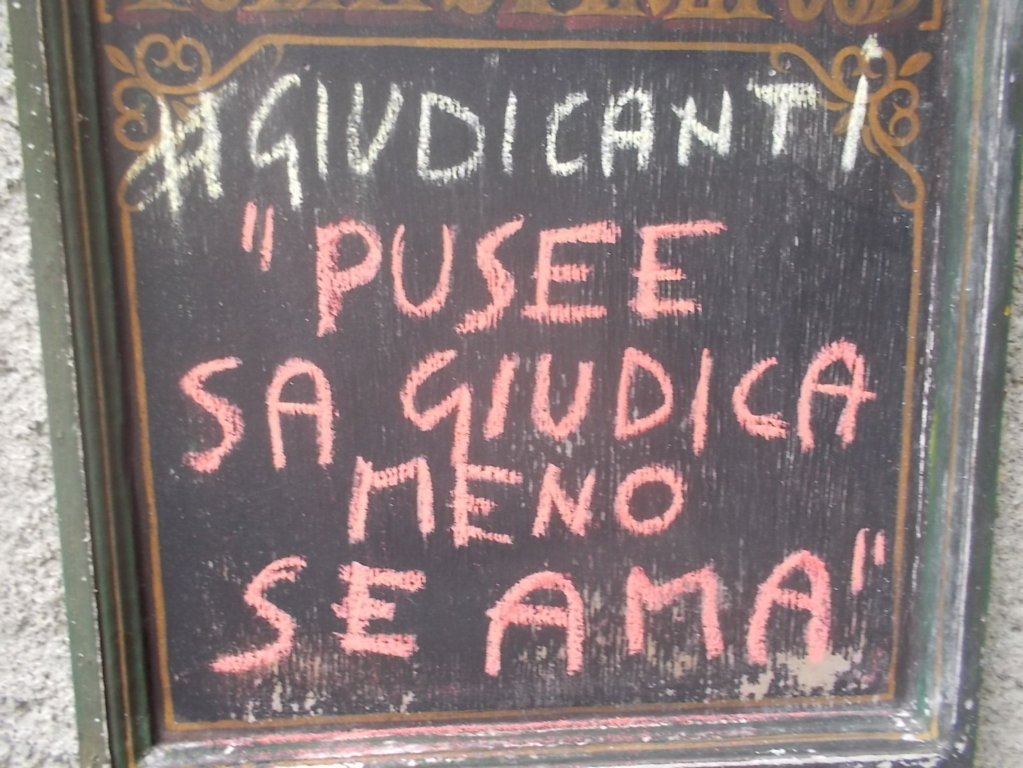 #GIUDICANTI
"PUSEE
SA GIUDICA
MENO
SE AMA"